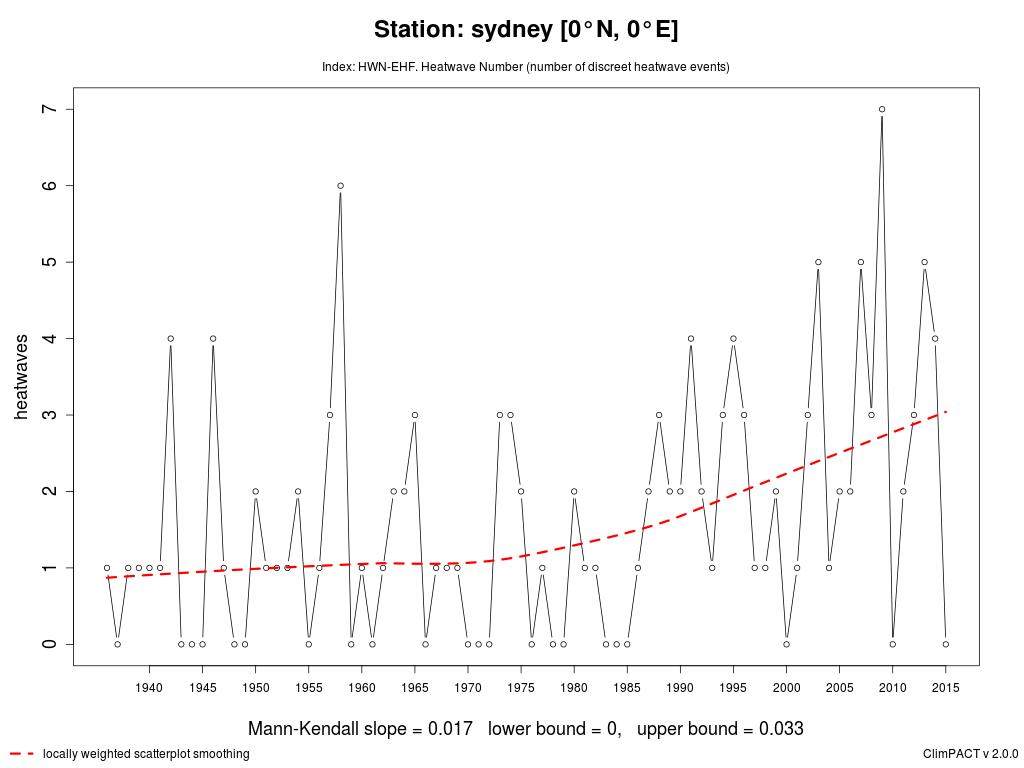 Station: sydney [0°N, 0°E]
Index: HWN-EHF. Heatwave Number (number of discreet heatwave events)
heatwaves
7
6
5
4
3
2
1
0
1940 1945 1950 1955 1960 1965 1970 1975 1980 1985 1990 1995 2000 2005 2010 2015
Mann-Kendall slope = 0.017 lower bound = 0, upper bound = 0.033
locally weighted scatterplot smoothing
ClimPACT v 2.0.0